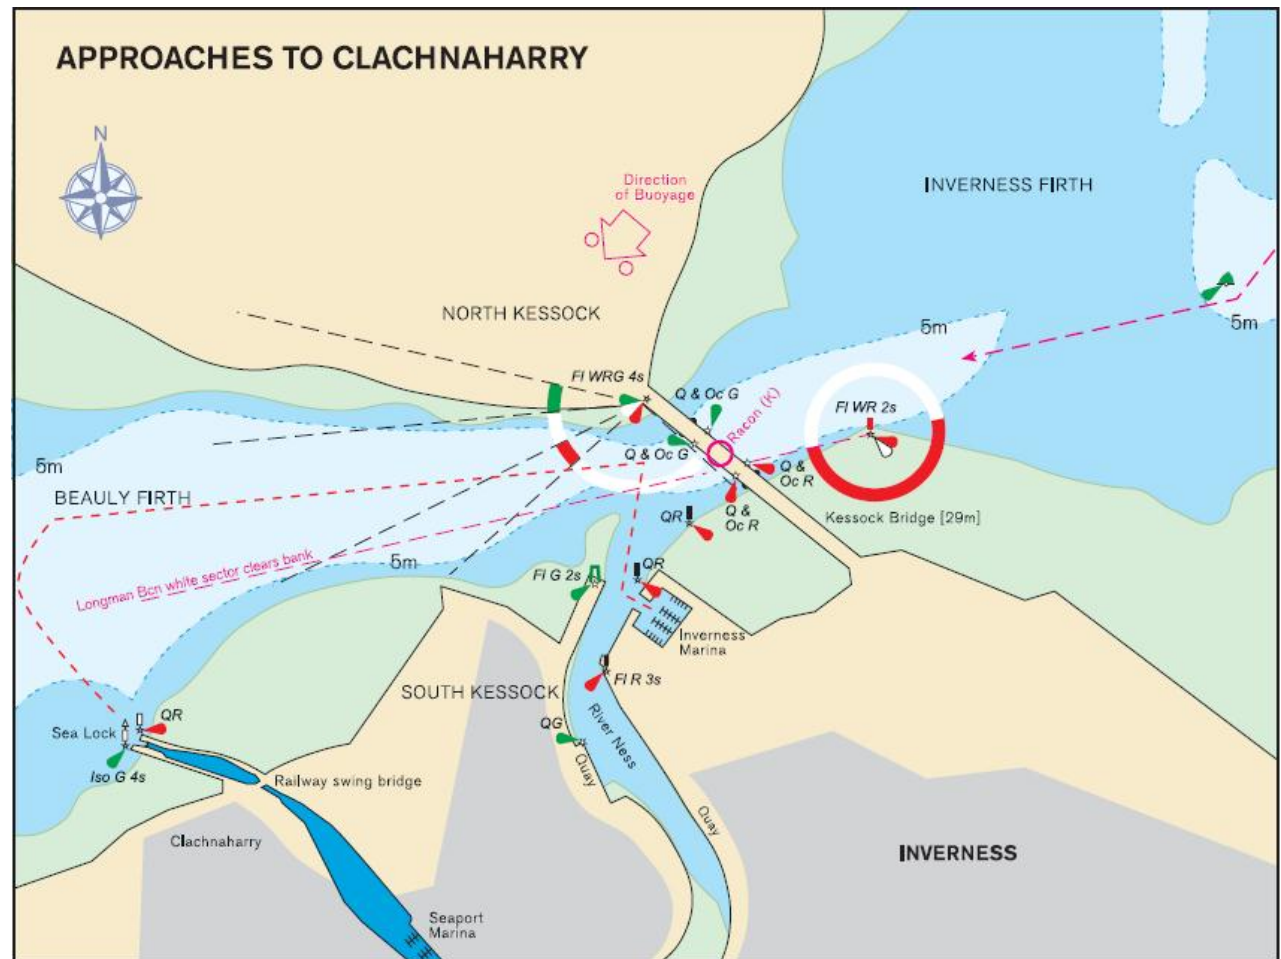 APPROACHES TO CLACHNAHARRY
N
Direction
of Buoyage
INVERNESS FIRTH
NORTH KESSOCK
5m
5m
Fl WRG 4s
Q & Oc G
Racon (K)
Fl WR 2s
Q & Oc G
5m
Q &
Oc R
BEAULY FIRTH
Q &
Oc R
QR
Kessock Bridge [29m]
5m
Longman Bcn white sector clears bank
Fl G 2s
QR
Inverness
Marina
SOUTH KESSOCK
Fl R 3s
QR
Sea Lock
QG
River Ness
Quay
Iso G 4s
Railway swing bridge
Quay
Clachnaharry
INVERNESS
Seaport
Marina